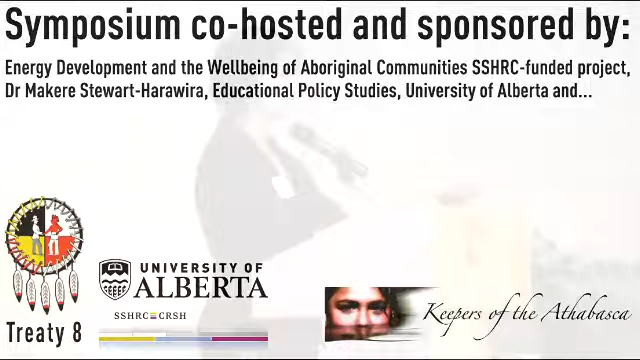 Symposium co-hosted and sponsored by:
Energy Development and the Wellbeing of Aboriginal Communities SSHRC-funded project,
Dr Makere Stewart-Harawira, Educational Policy Studies, University of Alberta and...
UNIVERSITY OF
ALBERTA
SSHRC CRSH
Keepers of the Athabasca
Treaty 8